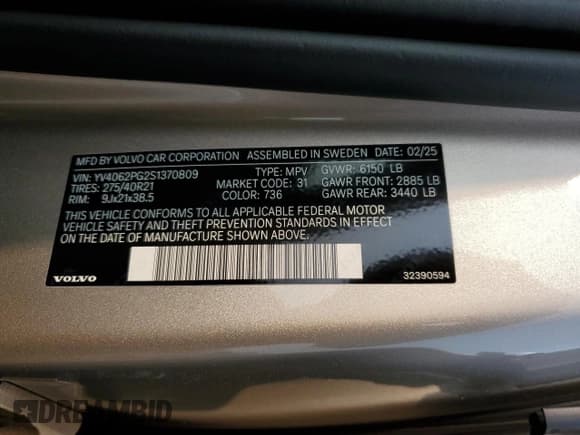 MFD BY VOLVO CAR CORPORATION ASSEMBLED IN SWEDEN 02/25
VIN: YV4062PG2S1370809 TYPE: MPV GVWR: 6150 LB
TIRES: 275/40R21 MARKET CODE: 31 GAWR FRONT: 2885 LB
RIM: 9Jx21x38.5 COLOR: 736 GAWR REAR: 3440 LB
THIS VEHICLE CONFORMS TO ALL APPLICABLE FEDERAL MOTOR
VEHICLE SAFETY AND THEFT PREVENTION STANDARDS IN EFFECT
ON THE DATE OF MANUFACTURE SHOWN ABOVE.
VOLVO 32390594
DREAMBID